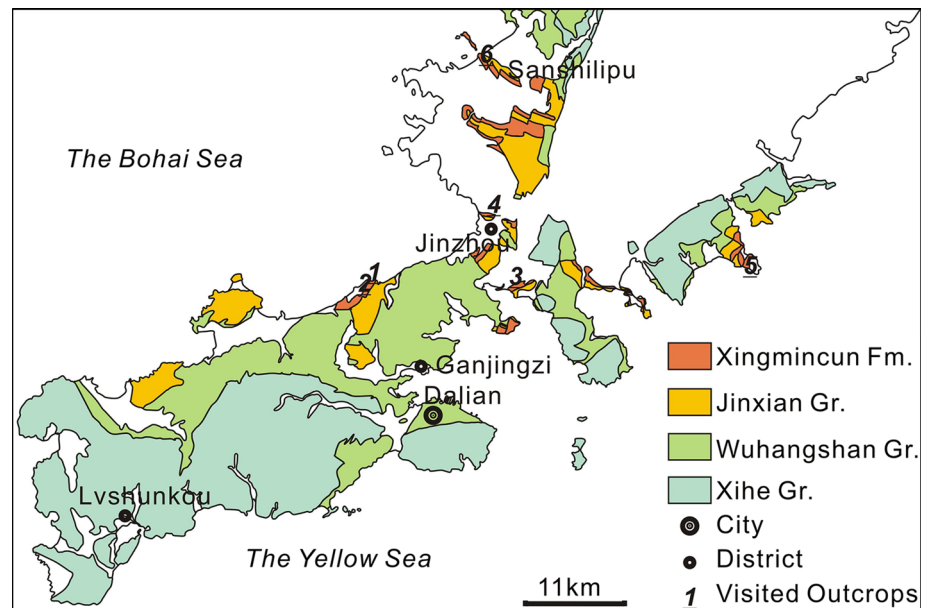 6
Sanshilipu
The Bohai Sea
4
Jinzhou
1
2
3
5
Ganjingzi
Dalian
Lvshunkou
The Yellow Sea
Xingmincun Fm.
Jinxian Gr.
Wuhangshan Gr.
Xihe Gr.
City
District
1 Visited Outcrops
11km